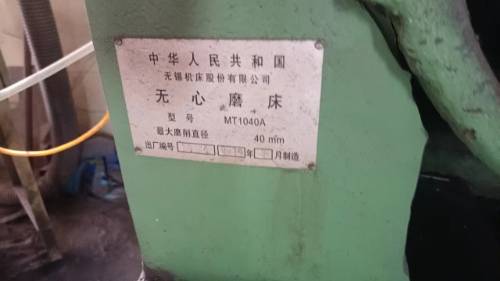 中华人民共和国
无锡机床股份有限公司
无心磨床
型号 MT1040A
最大磨削直径 40 mm
出厂编号 年 月制造